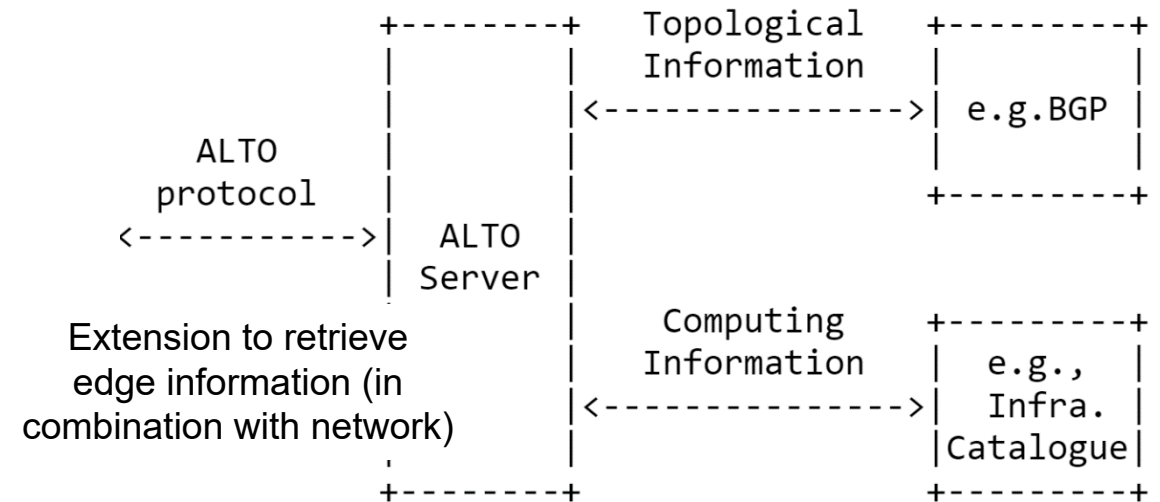 Topological
Information
e.g.BGP
ALTO
protocol
ALTO
Server
Extension to retrieve
edge information (in
combination with network)
Computing
Information
e.g.,
Infra.
Catalogue